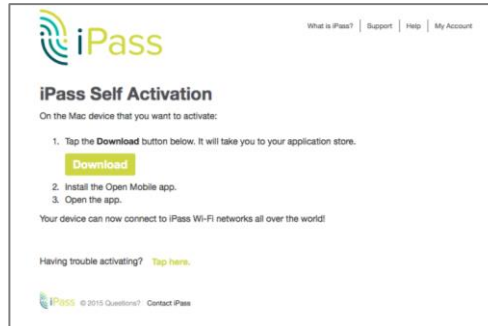 iPass
What is iPass? | Support | Help | My Account
iPass Self Activation
On the Mac device that you want to activate:
1. Tap the Download button below. It will take you to your application store.
Download
2. Install the Open Mobile app.
3. Open the app.
Your device can now connect to iPass Wi-Fi networks all over the world!
Having trouble activating? Tap here.
iPass © 2015 Questions? Contact iPass